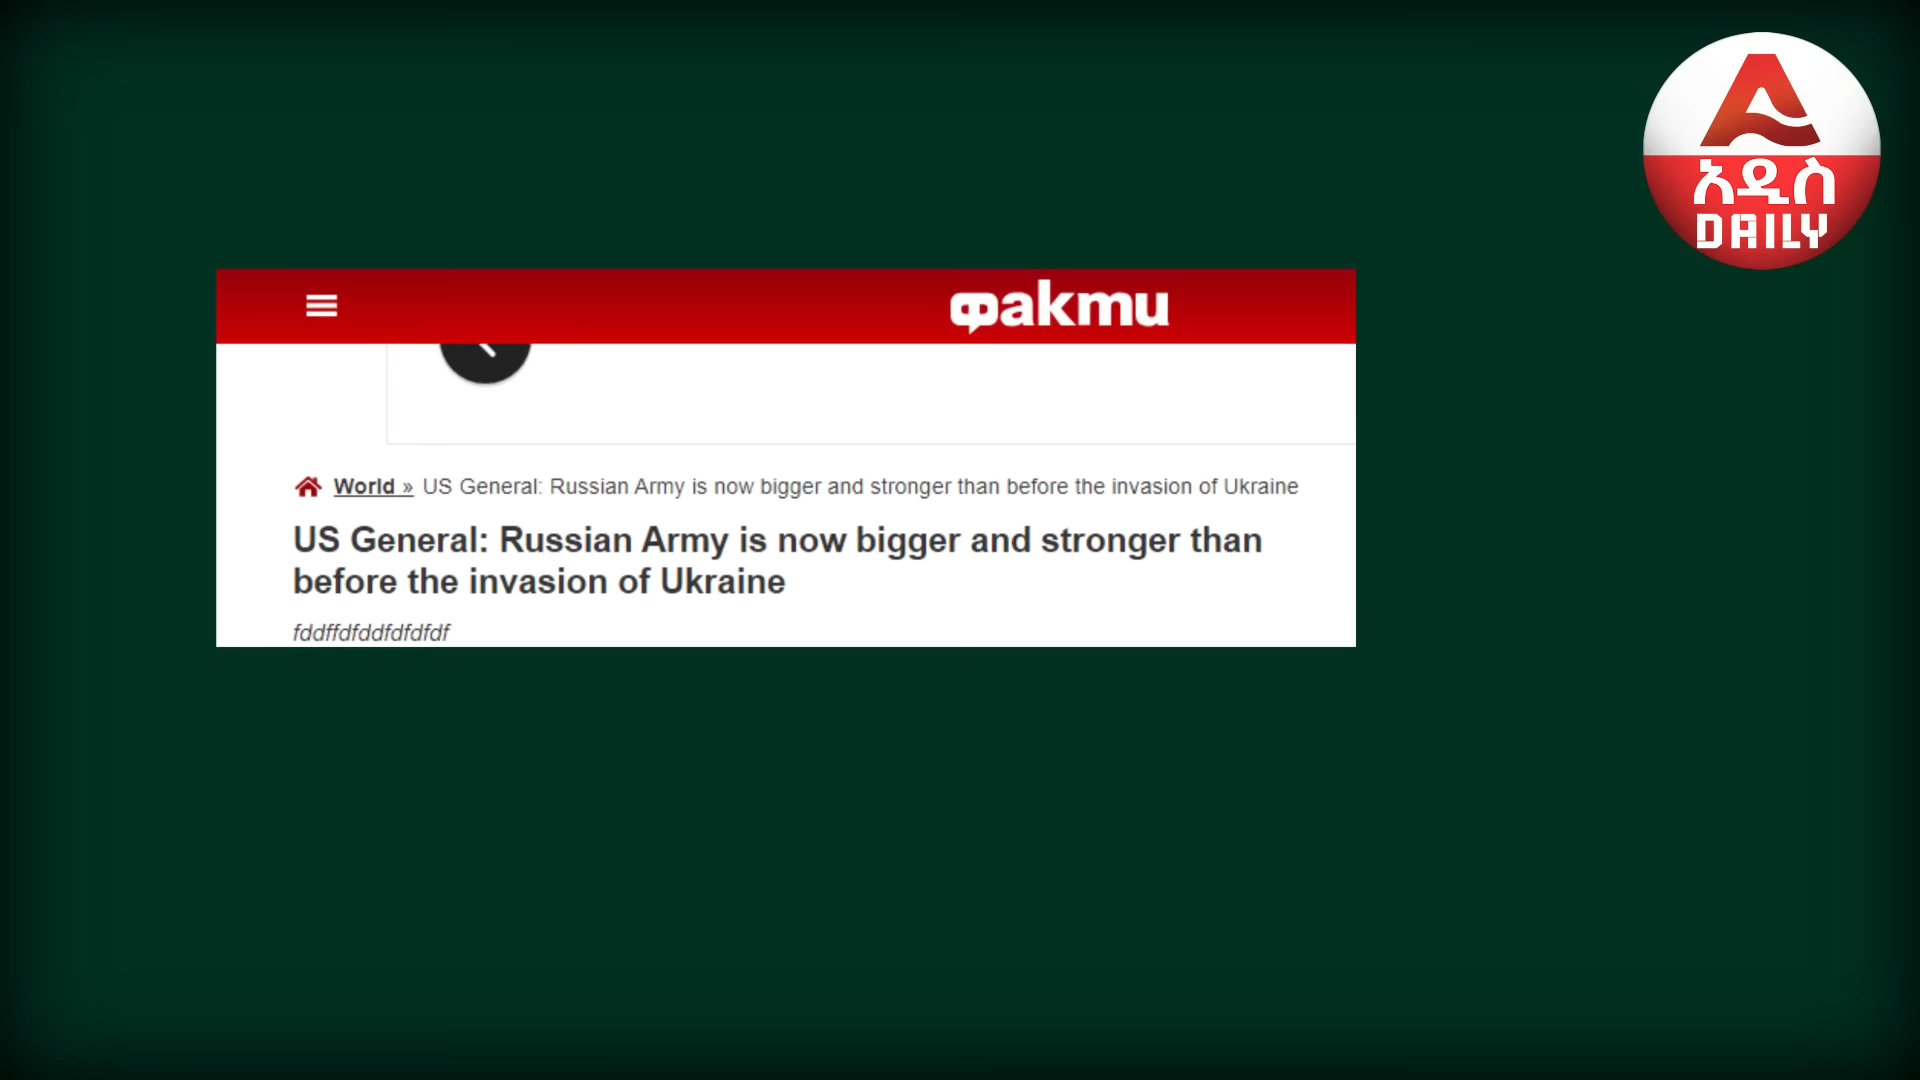 አዲስ
DAILY
факти
World » US General: Russian Army is now bigger and stronger than before the invasion of Ukraine
US General: Russian Army is now bigger and stronger than
before the invasion of Ukraine
fddffdfddfdfdfdf